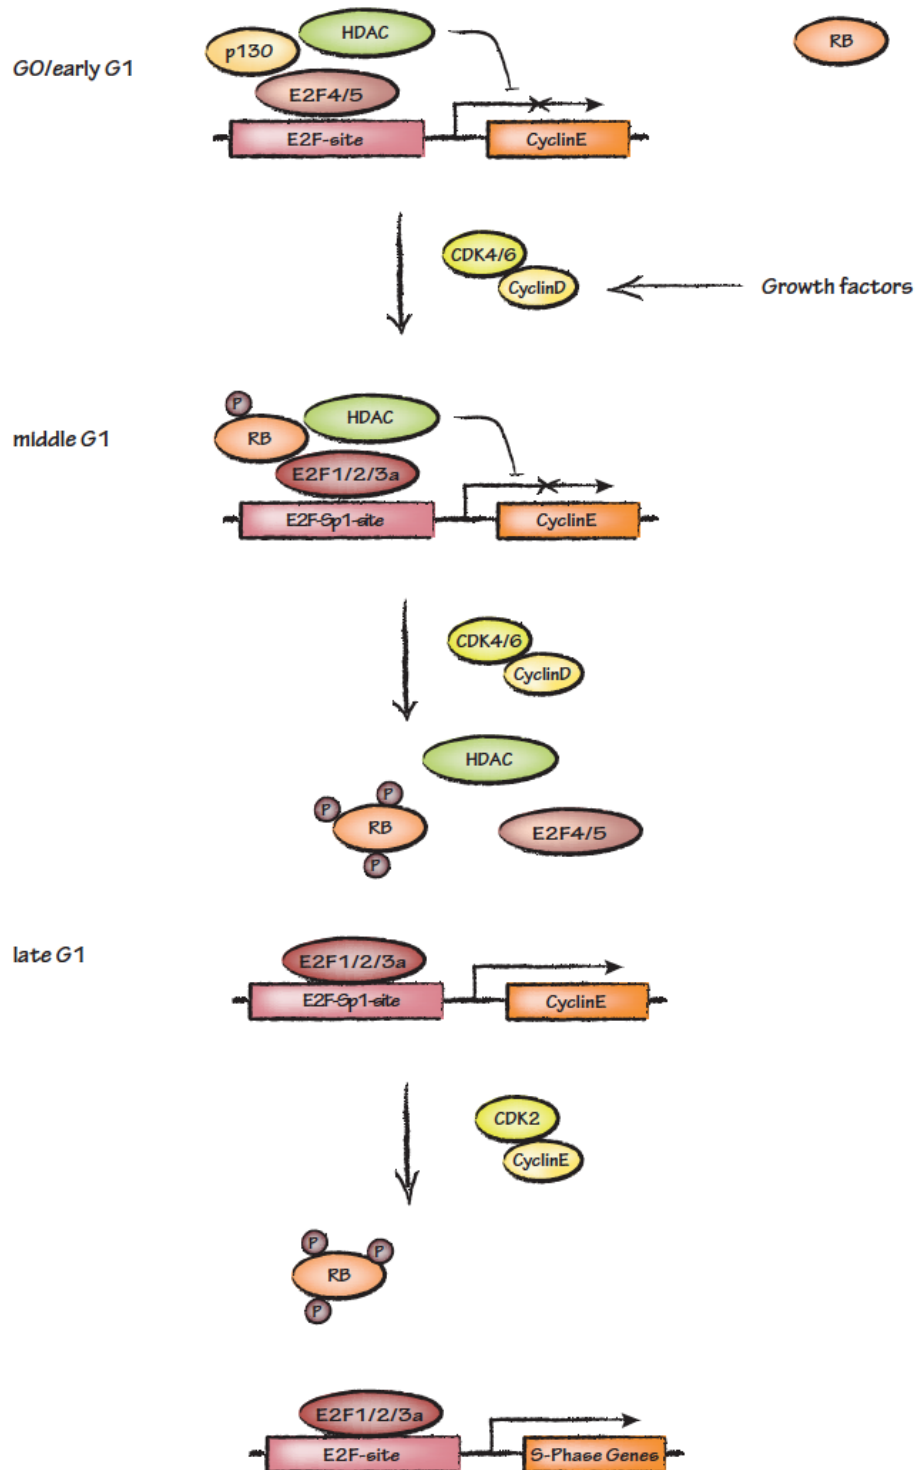 HDAC
p130
RB
GO/early G1
E2F4/5
E2F-site
CyclinE
CDK4/6
CyclinD
Growth factors
P
HDAC
middle G1
RB
E2F1/2/3a
E2F-Sp1-site
CyclinE
CDK4/6
CyclinD
HDAC
P
P
RB
E2F4/5
P
late G1
E2F1/2/3a
E2F-Sp1-site
CyclinE
CDK2
CyclinE
P
P
RB
P
E2F1/2/3a
E2F-site
S-Phase Genes